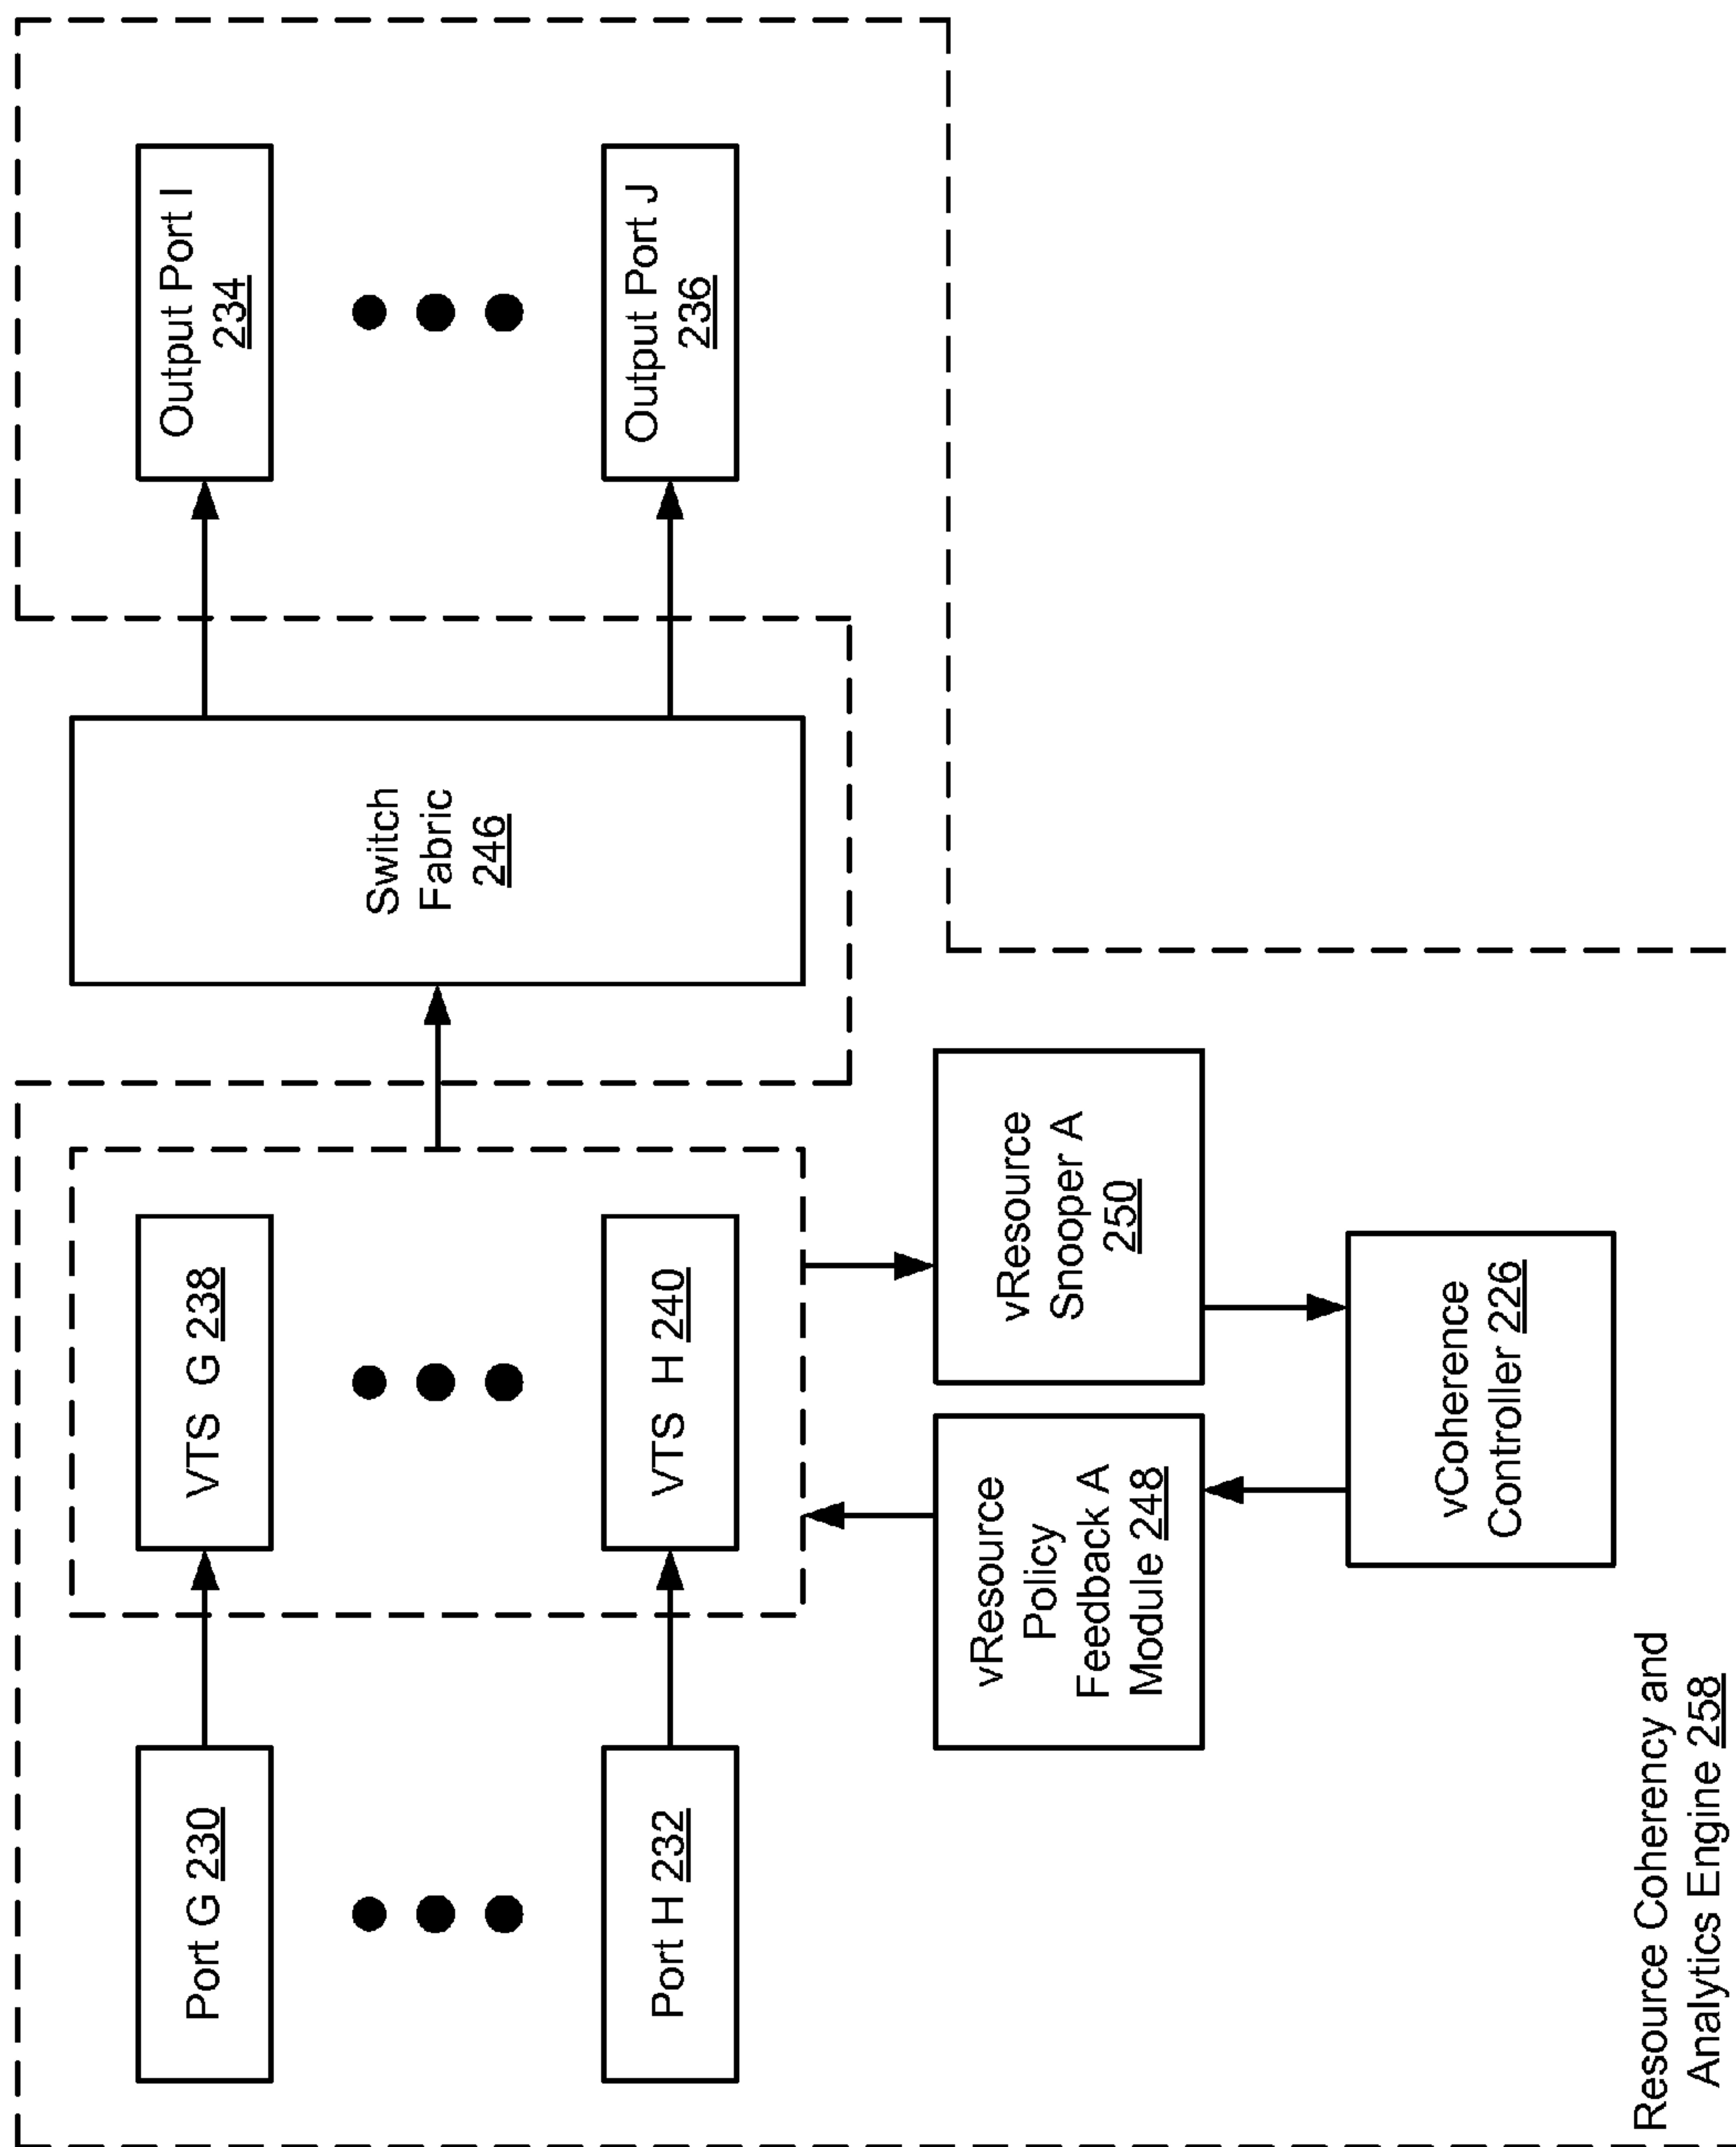 Port G 230
Port H 232
VTS G 238
VTS H 240
Switch
Fabric
246
Output Port I
234
Output Port J
236
vResource
Policy
Feedback A
Module 248
vResource
Snooper A
250
vCoherence
Controller 226
Resource Coherency and
Analytics Engine 258